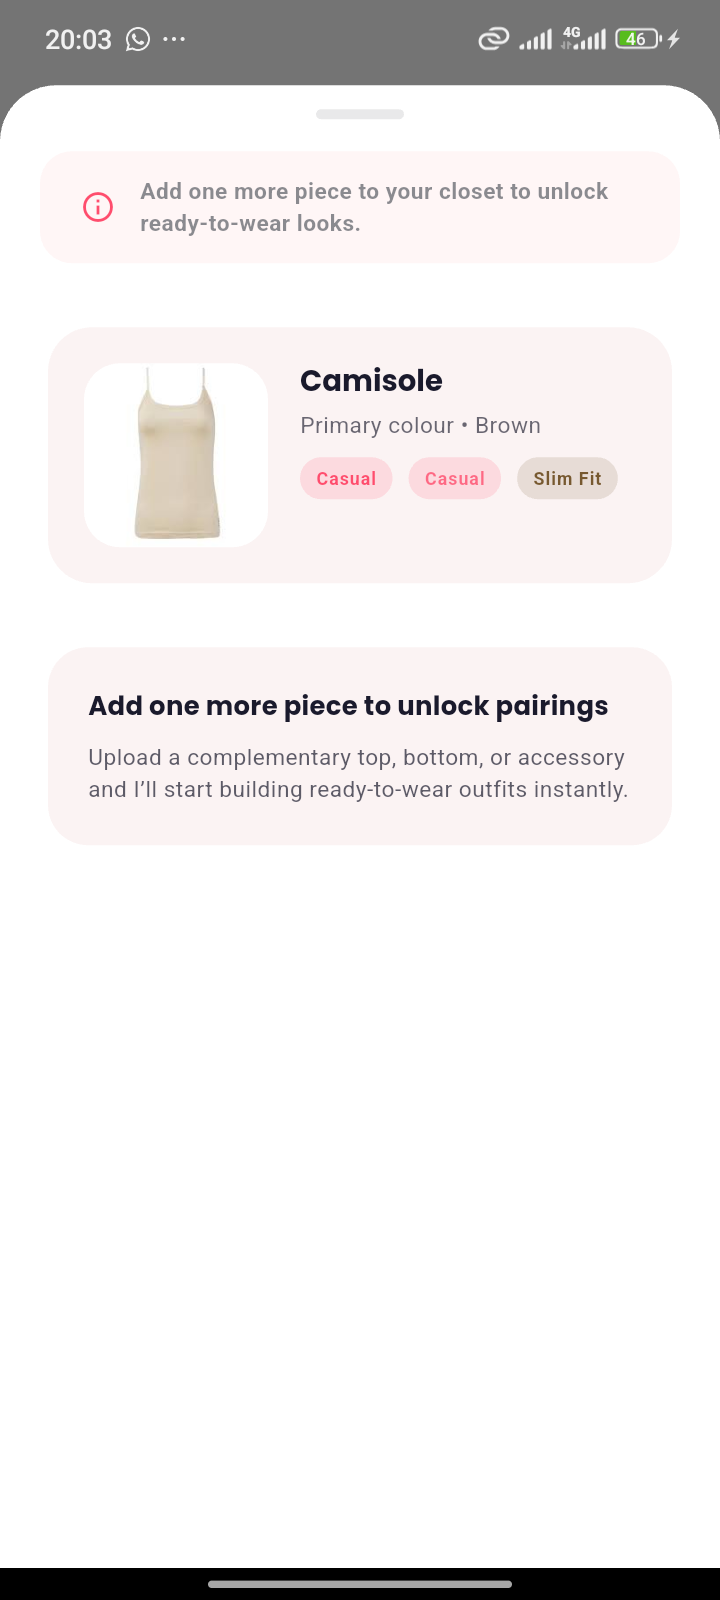 20:03
4G
46
Add one more piece to your closet to unlock
ready-to-wear looks.
Camisole
Primary colour • Brown
Casual Casual Slim Fit
Add one more piece to unlock pairings
Upload a complementary top, bottom, or accessory
and I’ll start building ready-to-wear outfits instantly.